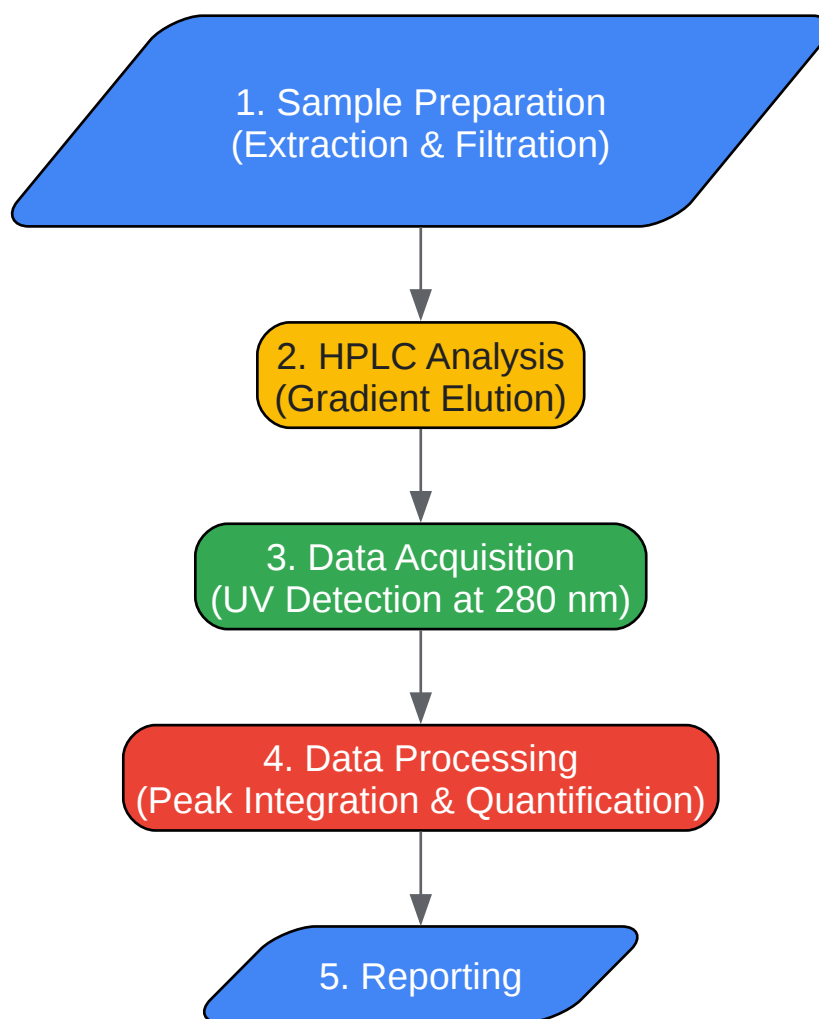 1. Sample Preparation
(Extraction & Filtration)
2. HPLC Analysis
(Gradient Elution)
3. Data Acquisition
(UV Detection at 280 nm)
4. Data Processing
(Peak Integration & Quantification)
5. Reporting